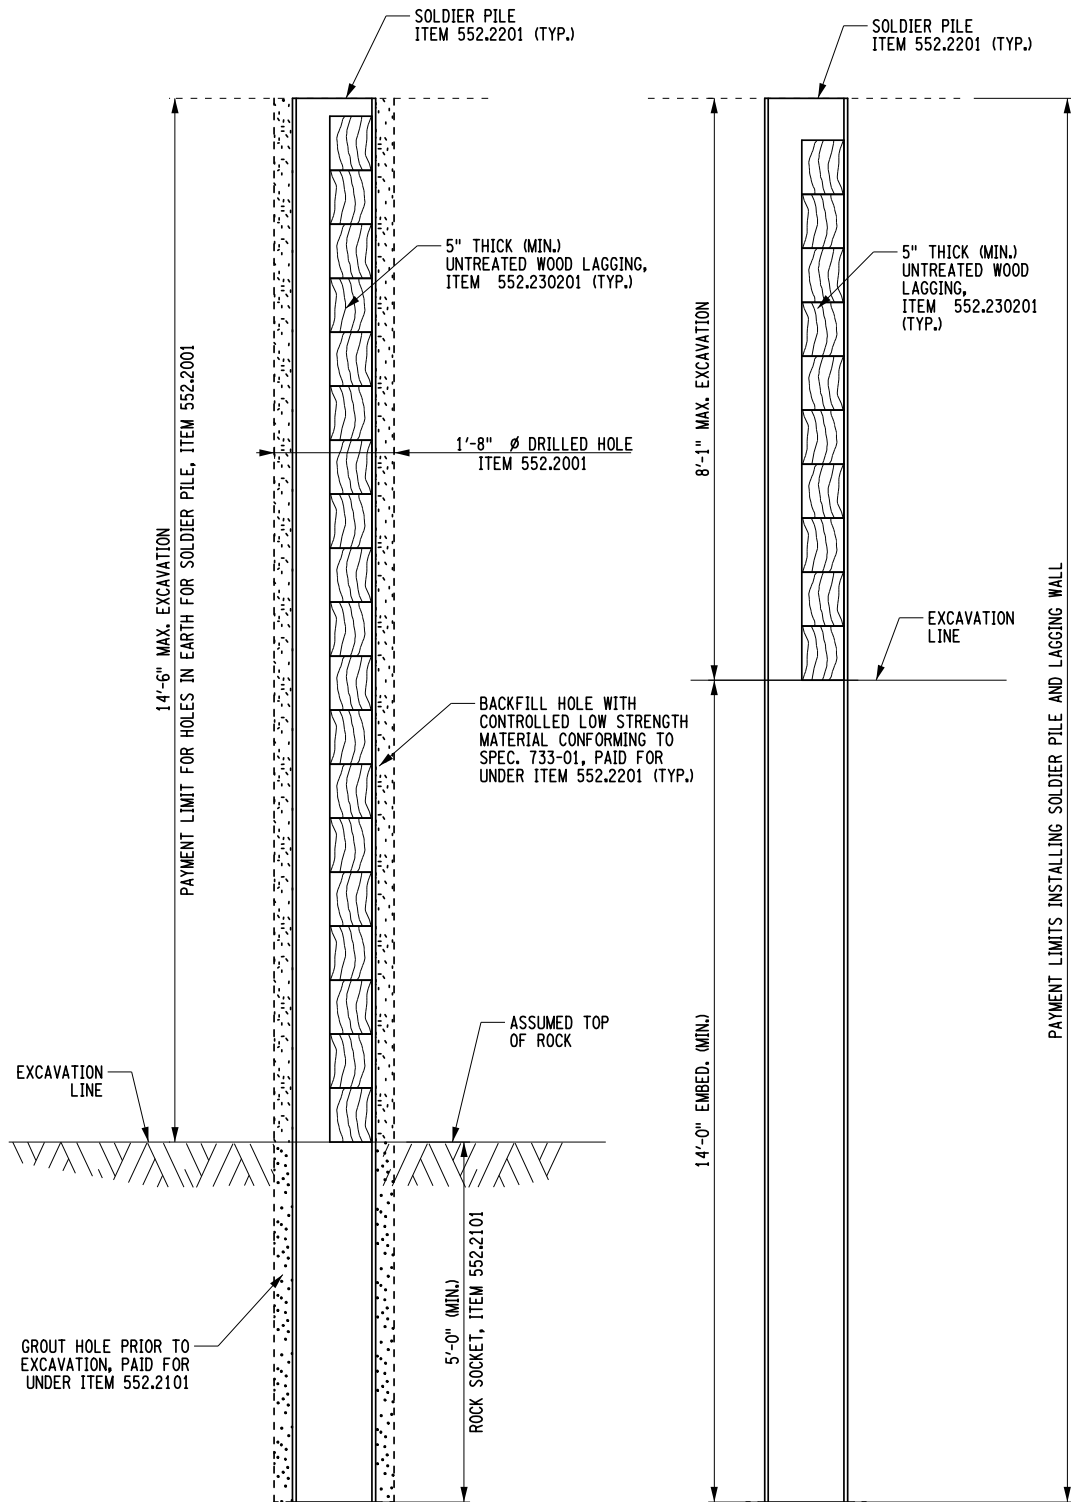 SOLDIER PILE
ITEM 552.2201 (TYP.)
SOLDIER PILE
ITEM 552.2201 (TYP.)
5" THICK (MIN.)
UNTREATED WOOD LAGGING,
ITEM 552.230201 (TYP.)
5" THICK (MIN.)
UNTREATED WOOD
LAGGING,
ITEM 552.230201
(TYP.)
14'-6" MAX. EXCAVATION
PAYMENT LIMIT FOR HOLES IN EARTH FOR SOLDIER PILE, ITEM 552.2001
8'-1" MAX. EXCAVATION
1'-8" Ø DRILLED HOLE
ITEM 552.2001
EXCAVATION
LINE
BACKFILL HOLE WITH
CONTROLLED LOW STRENGTH
MATERIAL CONFORMING TO
SPEC. 733-01, PAID FOR
UNDER ITEM 552.2201 (TYP.)
PAYMENT LIMITS INSTALLING SOLDIER PILE AND LAGGING WALL
ASSUMED TOP
OF ROCK
EXCAVATION
LINE
14'-0" EMBED. (MIN.)
5'-0" (MIN.)
ROCK SOCKET, ITEM 552.2101
GROUT HOLE PRIOR TO
EXCAVATION, PAID FOR
UNDER ITEM 552.2101